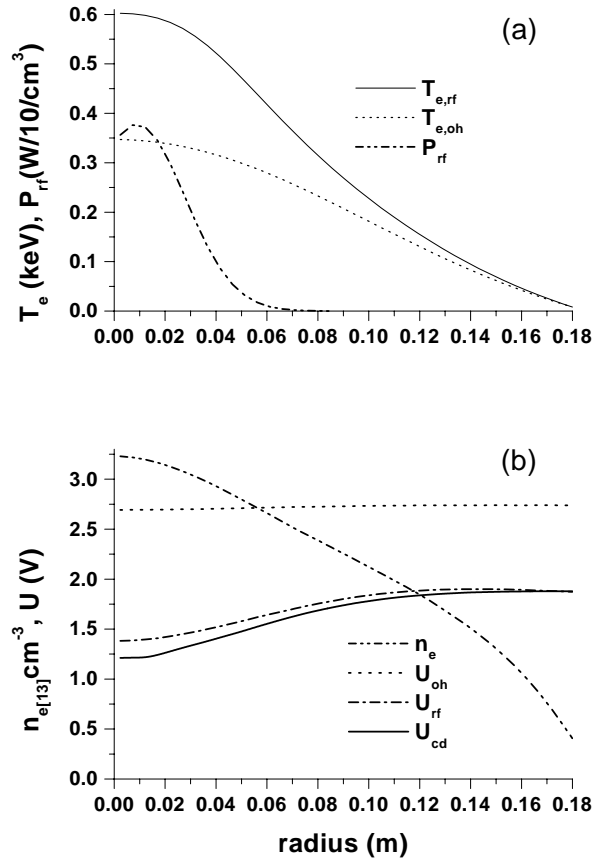 (a)
T_e (keV), P_rf(W/10/cm^3)
0.6
0.5
0.4
0.3
0.2
0.1
0.0
T_e,rf
T_e,oh
P_rf
0.00 0.02 0.04 0.06 0.08 0.10 0.12 0.14 0.16 0.18
(b)
n_e[13]cm^-3 , U (V)
3.0
2.5
2.0
1.5
1.0
0.5
0.0
n_e
U_oh
U_rf
U_cd
0.00 0.02 0.04 0.06 0.08 0.10 0.12 0.14 0.16 0.18
radius (m)